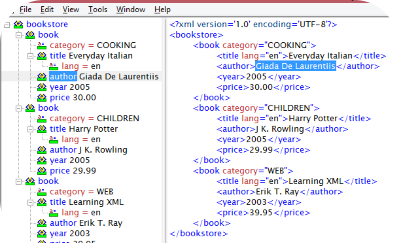 File Edit View Tools Window Help
bookstore
book
category = COOKING
title Everyday Italian
lang = en
author Giada De Laurentiis
year 2005
price 30.00
book
category = CHILDREN
title Harry Potter
lang = en
author J K. Rowling
year 2005
price 29.99
book
category = WEB
title Learning XML
lang = en
author Erik T. Ray
year 2003
price 39.95
<?xml version='1.0' encoding='UTF-8'?>
<bookstore>
<book category="COOKING">
<title lang="en">Everyday Italian</title>
<author>Giada De Laurentiis</author>
<year>2005</year>
<price>30.00</price>
</book>
<book category="CHILDREN">
<title lang="en">Harry Potter</title>
<author>J K. Rowling</author>
<year>2005</year>
<price>29.99</price>
</book>
<book category="WEB">
<title lang="en">Learning XML</title>
<author>Erik T. Ray</author>
<year>2003</year>
<price>39.95</price>
</book>
</bookstore>